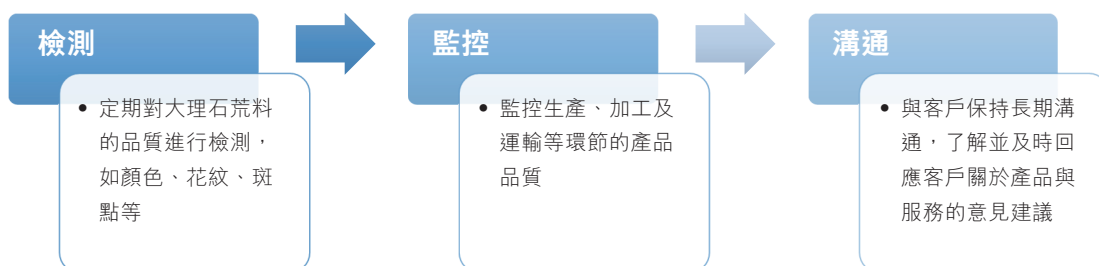 檢測
• 定期對大理石荒料
的品質進行檢測，
如顏色、花紋、斑
點等
監控
• 監控生產、加工及
運輸等環節的產品
品質
溝通
• 與客戶保持長期溝
通，了解並及時回
應客戶關於產品與
服務的意見建議